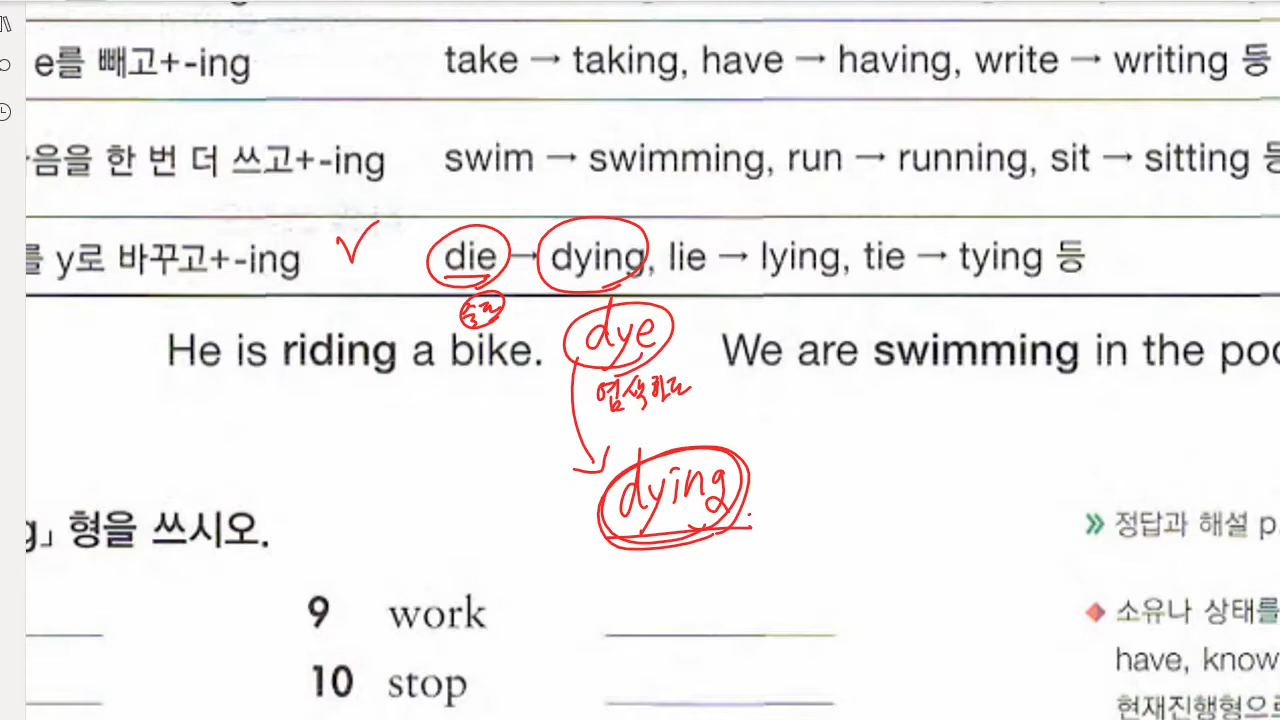 e를 빼고+-ing take → taking, have → having, write → writing 등
음을 한 번 더 쓰고+-ing swim → swimming, run → running, sit → sitting 등
를 y로 바꾸고+-ing die → dying, lie → lying, tie → tying 등
dye
He is riding a bike. We are swimming in the poo
염색하다
dying
g」 형을 쓰시오.
정답과 해설 p.
9 work
소유나 상태를
have, know
10 stop
현재진행형으로